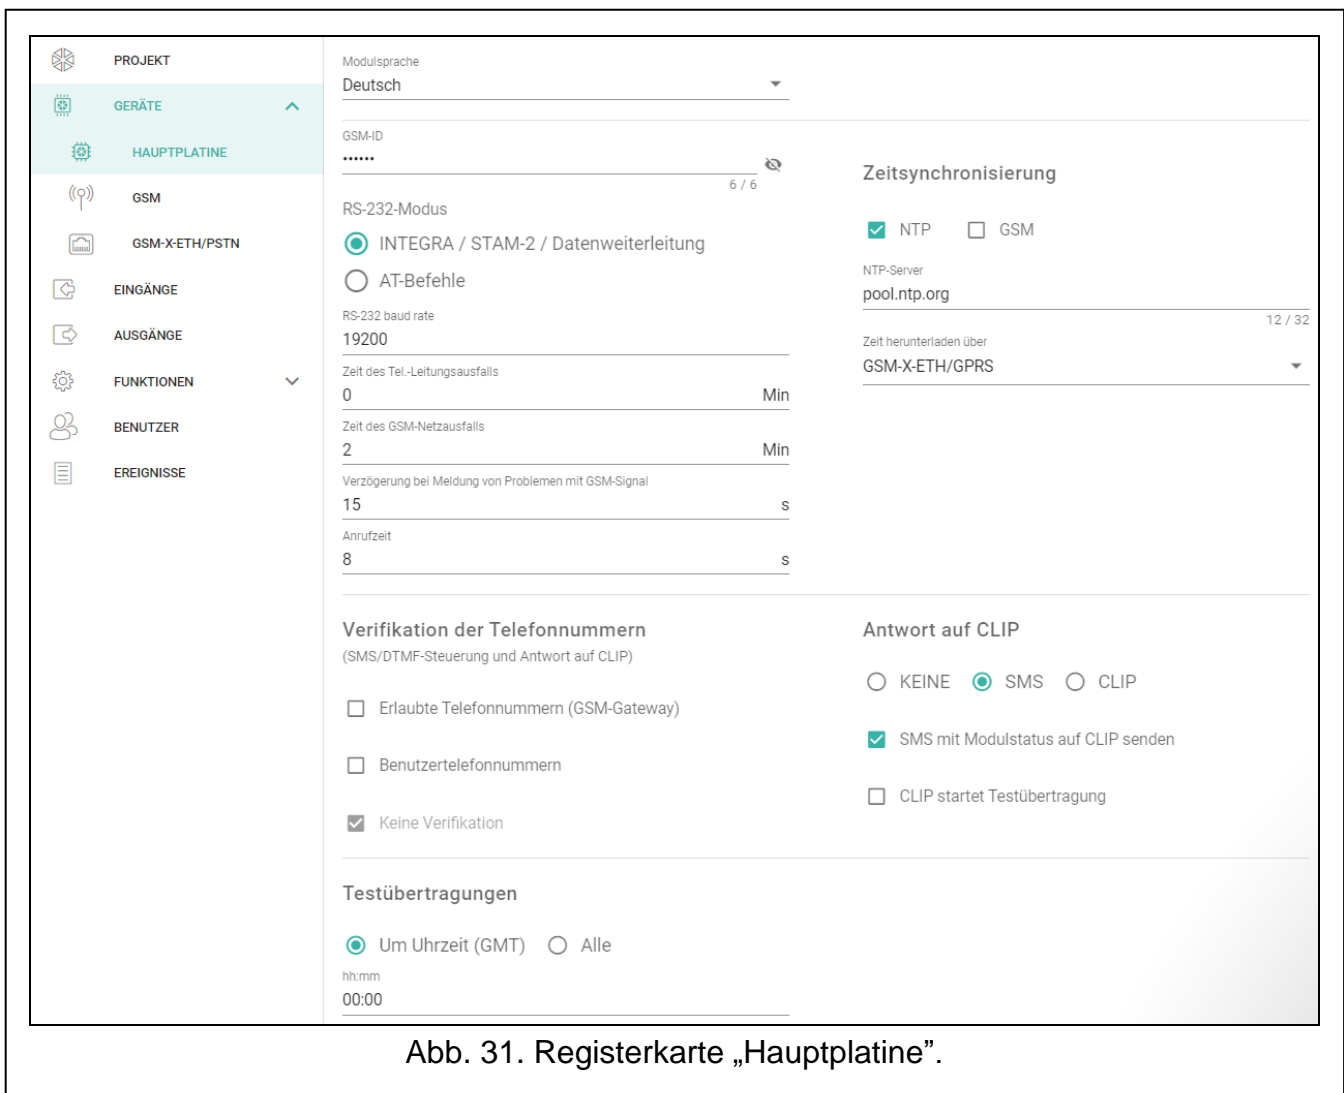 PROJEKT
GERÄTE
HAUPTPLATINE
GSM
GSM-X-ETH/PSTN
EINGÄNGE
AUSGÄNGE
FUNKTIONEN
BENUTZER
EREIGNISSE
Modulsprache
Deutsch
GSM-ID
••••••
6 / 6
RS-232-Modus
INTEGRA / STAM-2 / Datenweiterleitung
AT-Befehle
RS-232 baud rate
19200
Zeit des Tel.-Leitungsausfalls
0 Min
Zeit des GSM-Netzausfalls
2 Min
Verzögerung bei Meldung von Problemen mit GSM-Signal
15 s
Anrufzeit
8 s
Zeitsynchronisierung
NTP GSM
NTP-Server
pool.ntp.org
12 / 32
Zeit herunterladen über
GSM-X-ETH/GPRS
Verifikation der Telefonnummern
(SMS/DTMF-Steuerung und Antwort auf CLIP)
Erlaubte Telefonnummern (GSM-Gateway)
Benutzertelefonnummern
Keine Verifikation
Antwort auf CLIP
KEINE SMS CLIP
SMS mit Modulstatus auf CLIP senden
CLIP startet Testübertragung
Testübertragungen
Um Uhrzeit (GMT) Alle
hh:mm
00:00
Abb. 31. Registerkarte „Hauptplatine”.